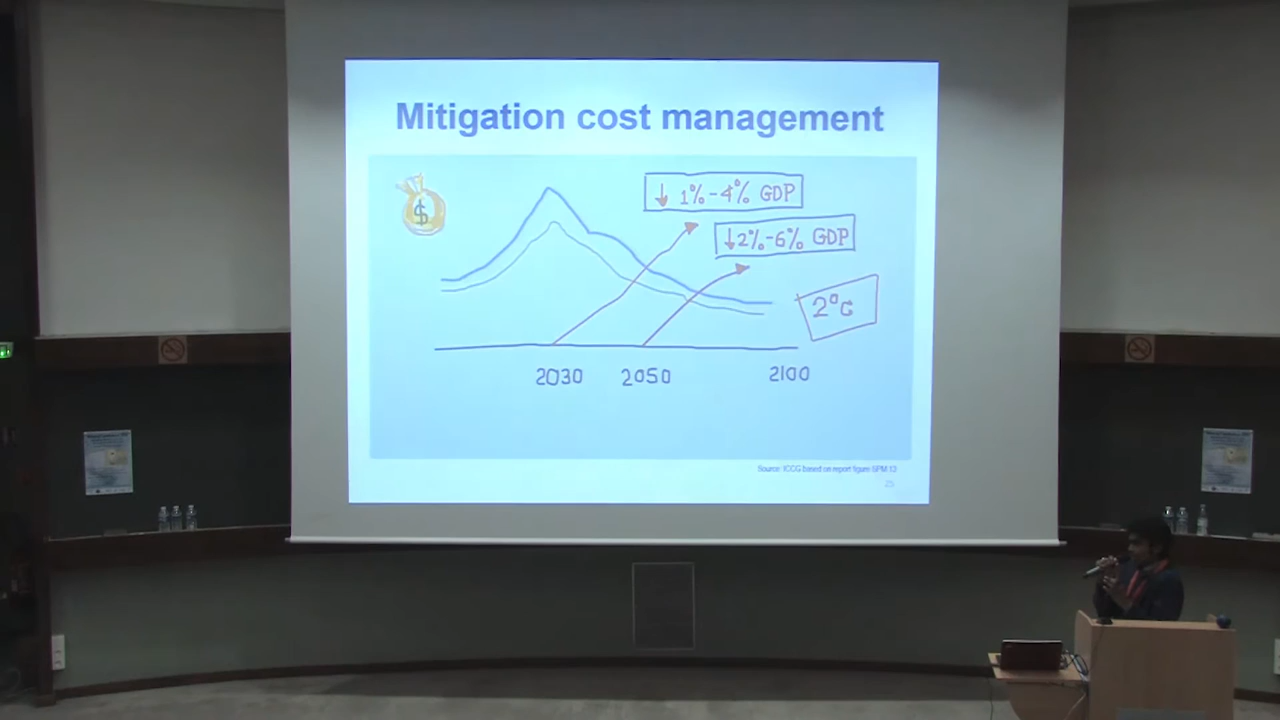 Mitigation cost management
$
↓ 1%-4% GDP
↓2%-6% GDP
2°C
2030 2050 2100
Source: ICCG based on report figure SPM.13
25